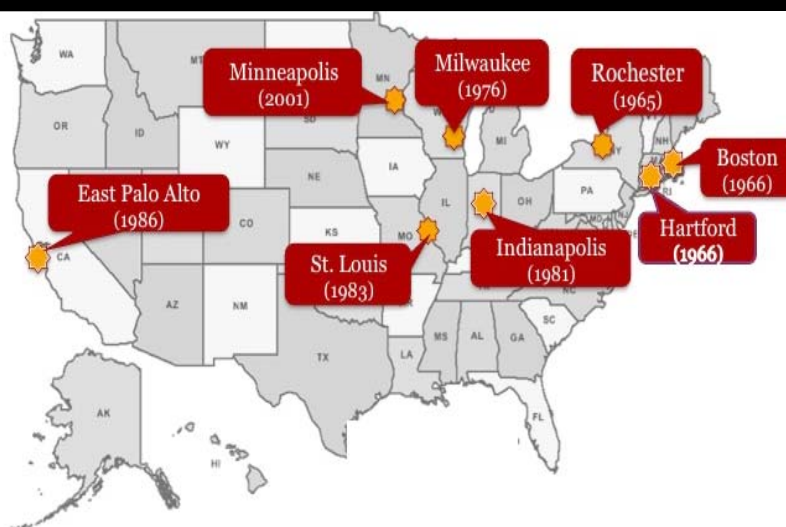 WA
MT
Minneapolis
(2001)
MN
Milwaukee
(1976)
Rochester
(1965)
NH
OR
ID
WY
SD
MI
NY
Boston
(1966)
RI
IA
PA
NE
East Palo Alto
(1986)
CA
CO
KS
MO
IL
OH
St. Louis
(1983)
Indianapolis
(1981)
Hartford
(1966)
AZ
NM
NC
SC
TX
LA
MS
AL
GA
FL
AK
HI